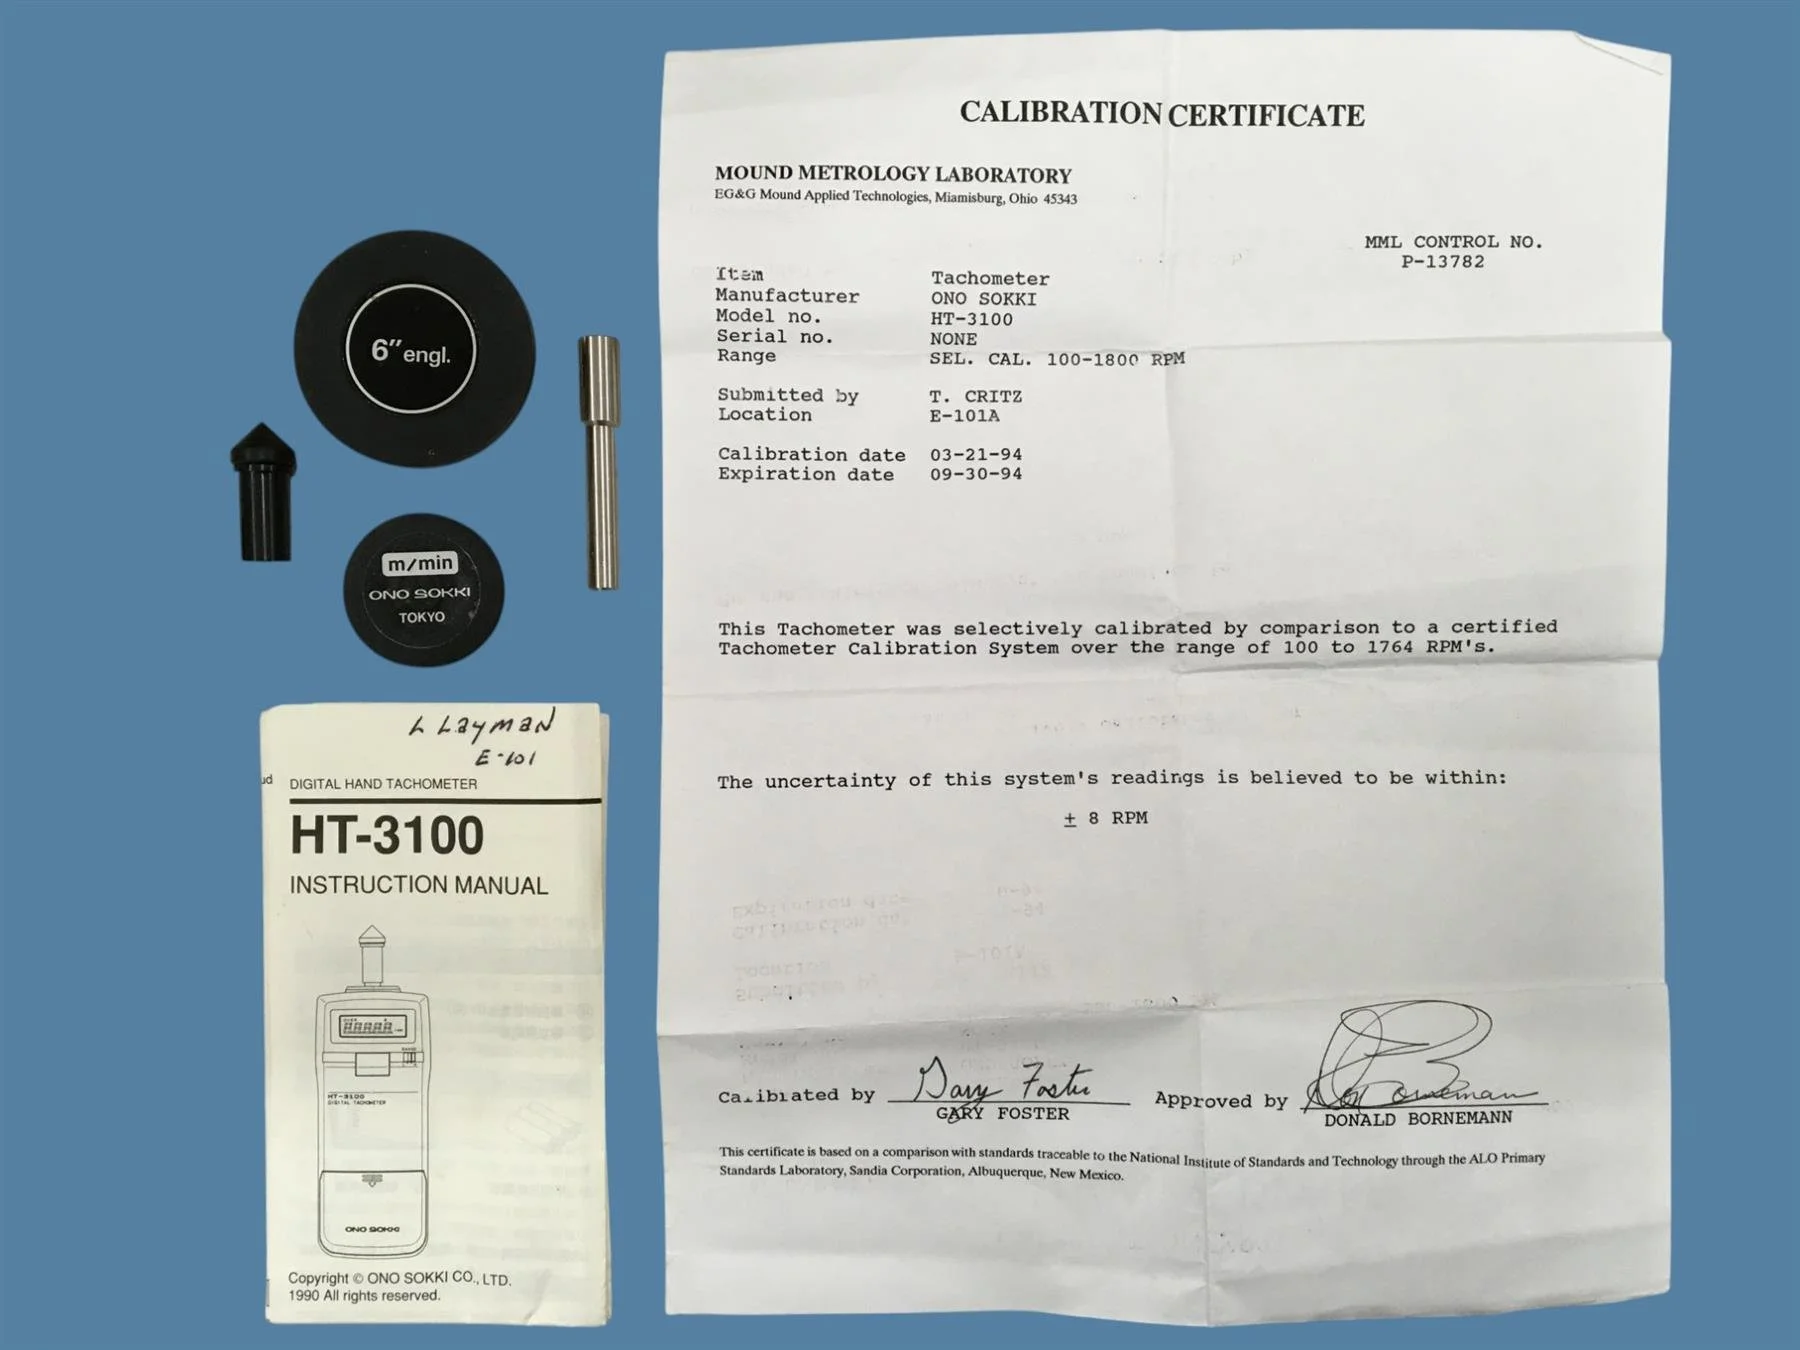 6" engl.
m/min
ONO SOKKI
TOKYO
L Layman
E-101
ud
DIGITAL HAND TACHOMETER
HT-3100
INSTRUCTION MANUAL
HT-3100
DIGITAL TACHOMETER
ONO SOKKI
Copyright © ONO SOKKI CO., LTD.
1990 All rights reserved.
CALIBRATION CERTIFICATE
MOUND METROLOGY LABORATORY
EG&G Mound Applied Technologies, Miamisburg, Ohio 45343
MML CONTROL NO.
P-13782
Item Tachometer
Manufacturer ONO SOKKI
Model no. HT-3100
Serial no. NONE
Range SEL. CAL. 100-1800 RPM
Submitted by T. CRITZ
Location E-101A
Calibration date 03-21-94
Expiration date 09-30-94
This Tachometer was selectively calibrated by comparison to a certified
Tachometer Calibration System over the range of 100 to 1764 RPM's.
The uncertainty of this system's readings is believed to be within:
± 8 RPM
Calibrated by Gary Foster Approved by Don Bornemann
GARY FOSTER DONALD BORNEMANN
This certificate is based on a comparison with standards traceable to the National Institute of Standards and Technology through the ALO Primary
Standards Laboratory, Sandia Corporation, Albuquerque, New Mexico.